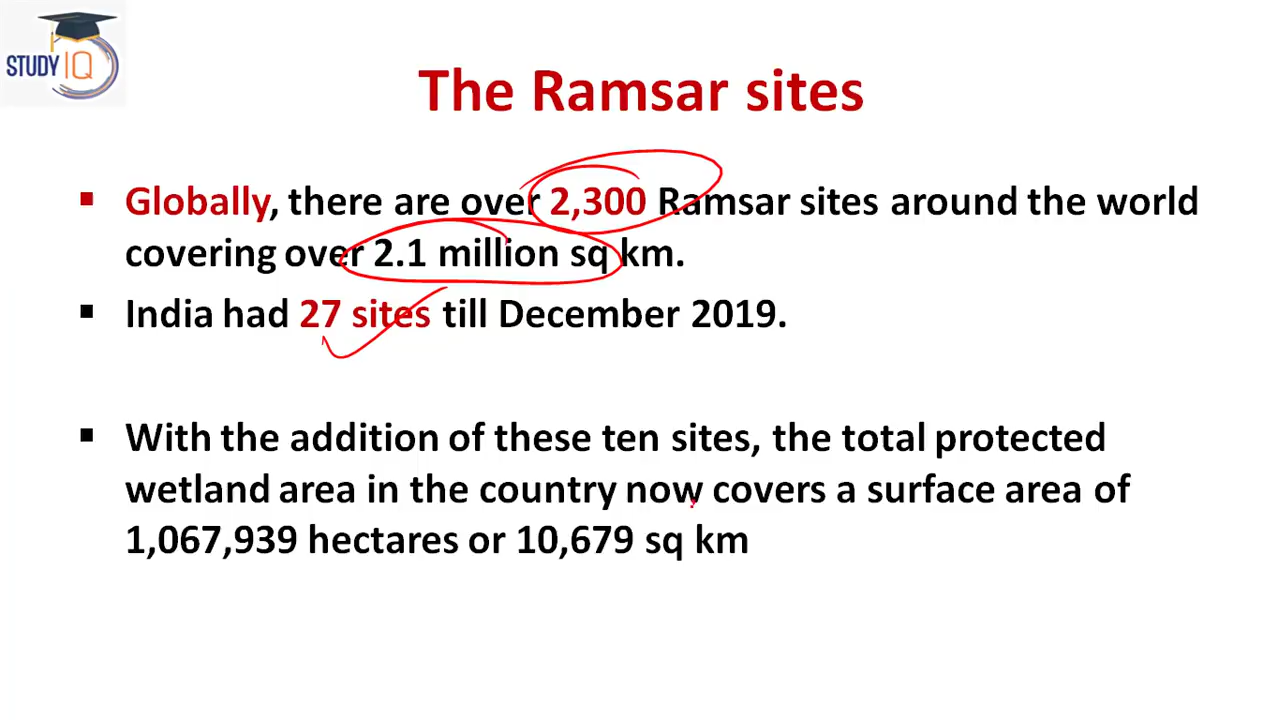 STUDY IQ
The Ramsar sites
▪ Globally, there are over 2,300 Ramsar sites around the world
covering over 2.1 million sq km.
▪ India had 27 sites till December 2019.
▪ With the addition of these ten sites, the total protected
wetland area in the country now covers a surface area of
1,067,939 hectares or 10,679 sq km